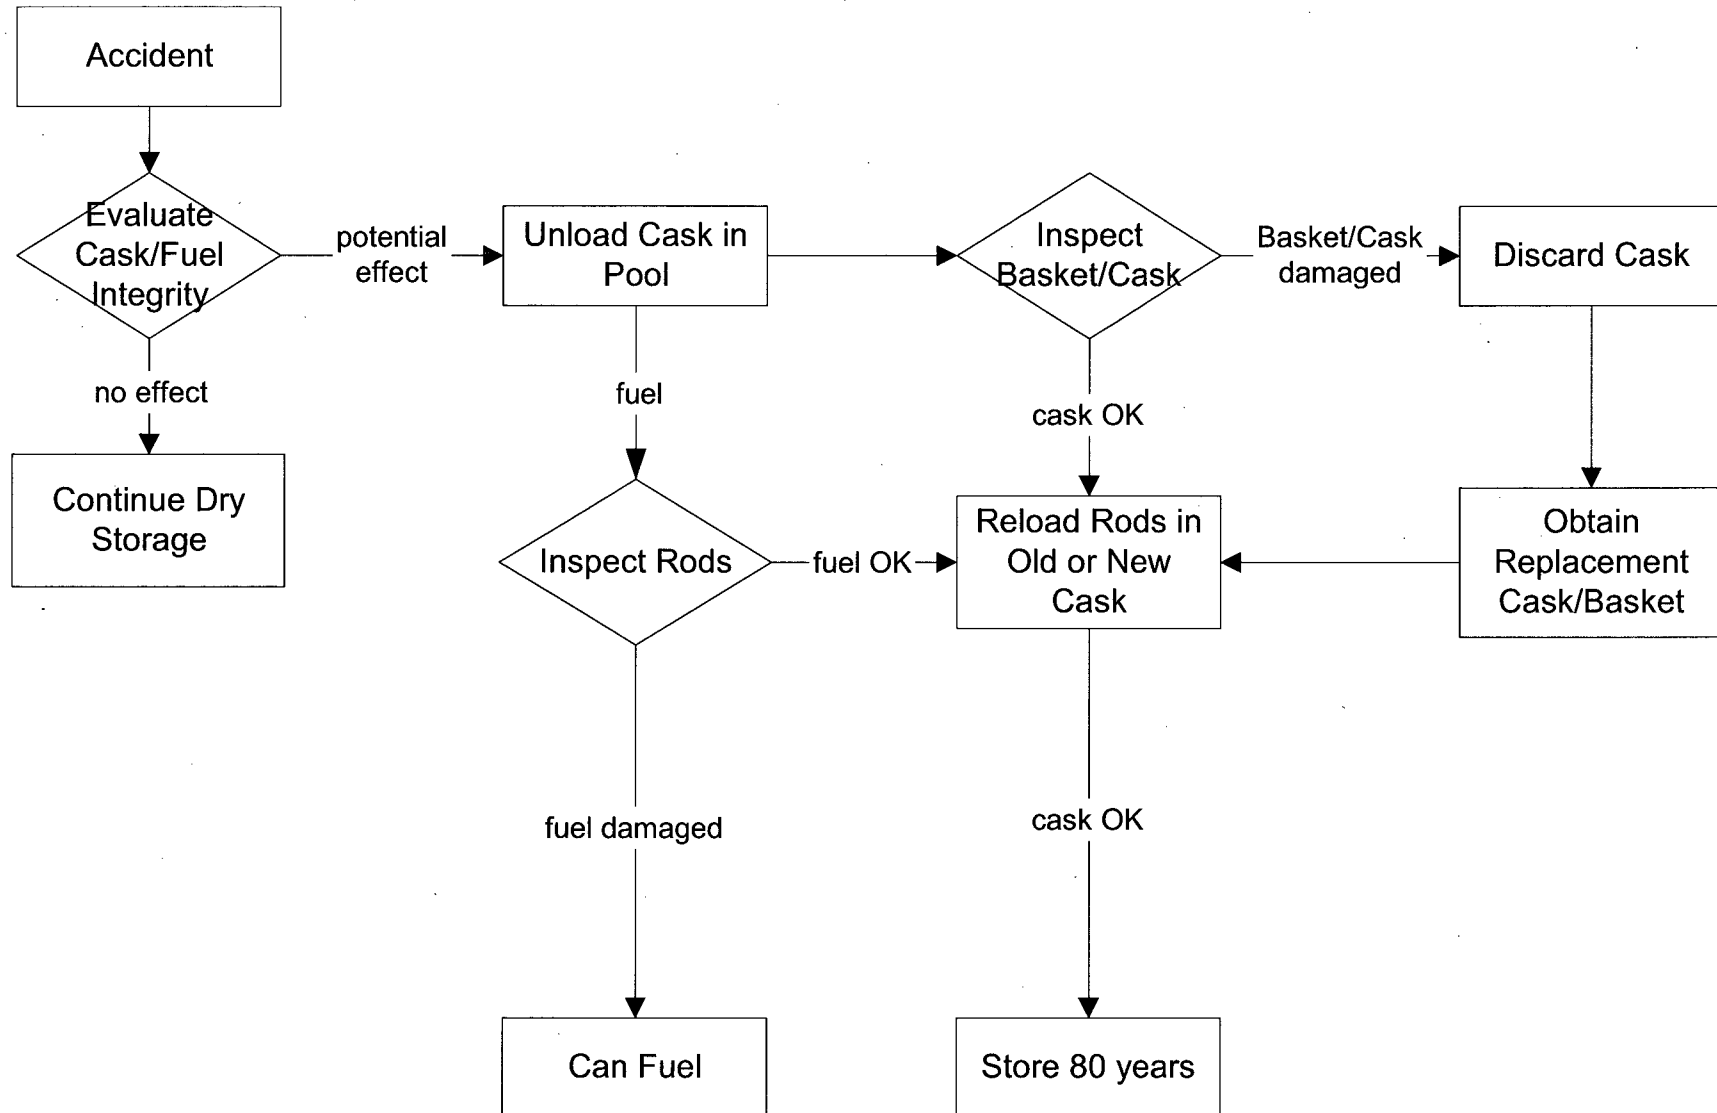 Accident
Evaluate
Cask/Fuel
Integrity
potential
effect
Unload Cask in
Pool
Inspect
Basket/Cask
Basket/Cask
damaged
Discard Cask
no effect
fuel
cask OK
Continue Dry
Storage
Inspect Rods
fuel OK
Reload Rods in
Old or New
Cask
Obtain
Replacement
Cask/Basket
fuel damaged
cask OK
Can Fuel
Store 80 years